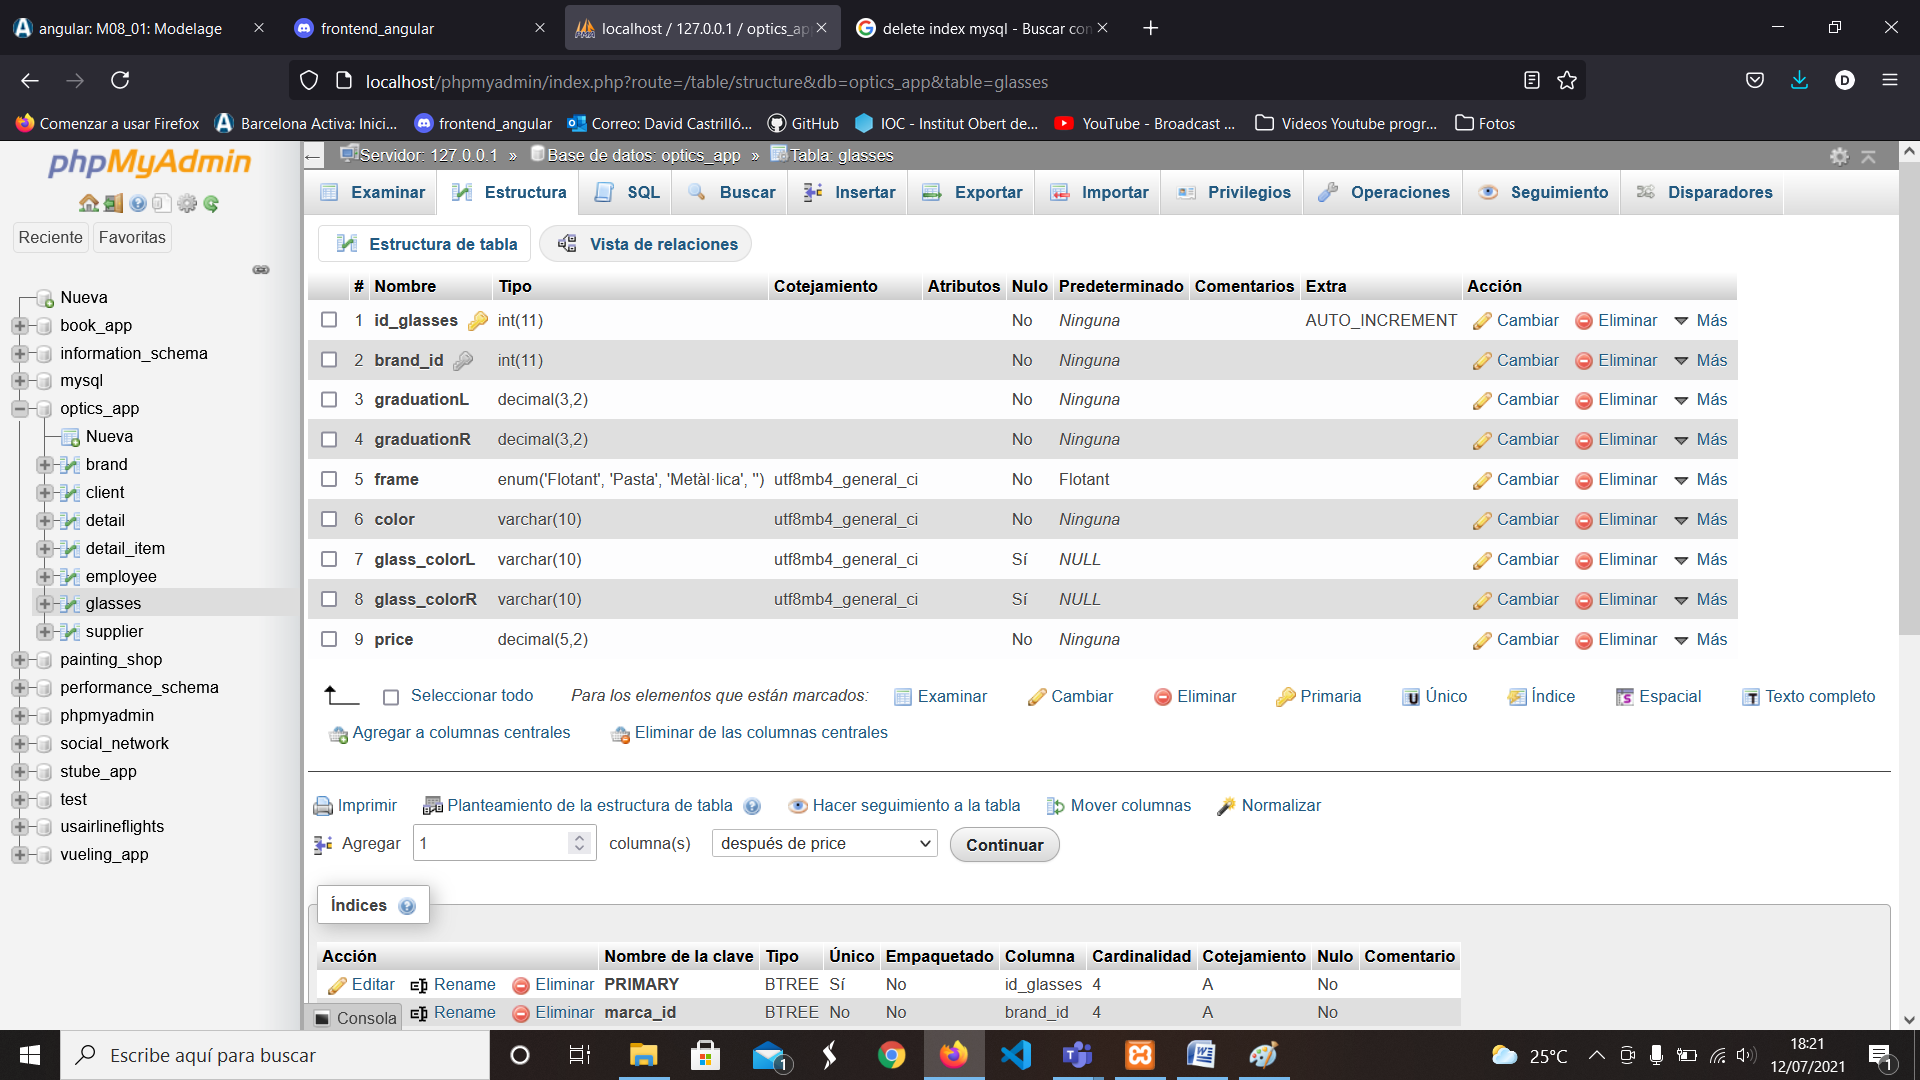 angular: M08_01: Modelage
frontend_angular
localhost / 127.0.0.1 / optics_ap
delete index mysql - Buscar con
localhost/phpmyadmin/index.php?route=/table/structure&db=optics_app&table=glasses
D
Comenzar a usar Firefox
Barcelona Activa: Inici...
frontend_angular
Correo: David Castrilló...
GitHub
IOC - Institut Obert de...
YouTube - Broadcast ...
Videos Youtube progr...
Fotos
phpMyAdmin
Reciente Favoritas
Nueva
book_app
information_schema
mysql
optics_app
Nueva
brand
client
detail
detail_item
employee
glasses
supplier
painting_shop
performance_schema
phpmyadmin
social_network
stube_app
test
usairlineflights
vueling_app
Servidor: 127.0.0.1 » Base de datos: optics_app » Tabla: glasses
Examinar Estructura SQL Buscar Insertar Exportar Importar Privilegios Operaciones Seguimiento Disparadores
Estructura de tabla Vista de relaciones
# Nombre Tipo Cotejamiento Atributos Nulo Predeterminado Comentarios Extra Acción
1 id_glasses int(11) No Ninguna AUTO_INCREMENT Cambiar Eliminar Más
2 brand_id int(11) No Ninguna Cambiar Eliminar Más
3 graduationL decimal(3,2) No Ninguna Cambiar Eliminar Más
4 graduationR decimal(3,2) No Ninguna Cambiar Eliminar Más
5 frame enum('Flotant', 'Pasta', 'Metàl·lica', '') utf8mb4_general_ci No Flotant Cambiar Eliminar Más
6 color varchar(10) utf8mb4_general_ci No Ninguna Cambiar Eliminar Más
7 glass_colorL varchar(10) utf8mb4_general_ci Sí NULL Cambiar Eliminar Más
8 glass_colorR varchar(10) utf8mb4_general_ci Sí NULL Cambiar Eliminar Más
9 price decimal(5,2) No Ninguna Cambiar Eliminar Más
Seleccionar todo Para los elementos que están marcados: Examinar Cambiar Eliminar Primaria Único Índice Espacial Texto completo
Agregar a columnas centrales Eliminar de las columnas centrales
Imprimir Planteamiento de la estructura de tabla Hacer seguimiento a la tabla Mover columnas Normalizar
Agregar 1 columna(s) después de price Continuar
Índices
Acción Nombre de la clave Tipo Único Empaquetado Columna Cardinalidad Cotejamiento Nulo Comentario
Editar Rename Eliminar PRIMARY BTREE Sí No id_glasses 4 A No
Rename Eliminar marca_id BTREE No No brand_id 4 A No
Consola
Escribe aquí para buscar
1
25°C
18:21
12/07/2021
1